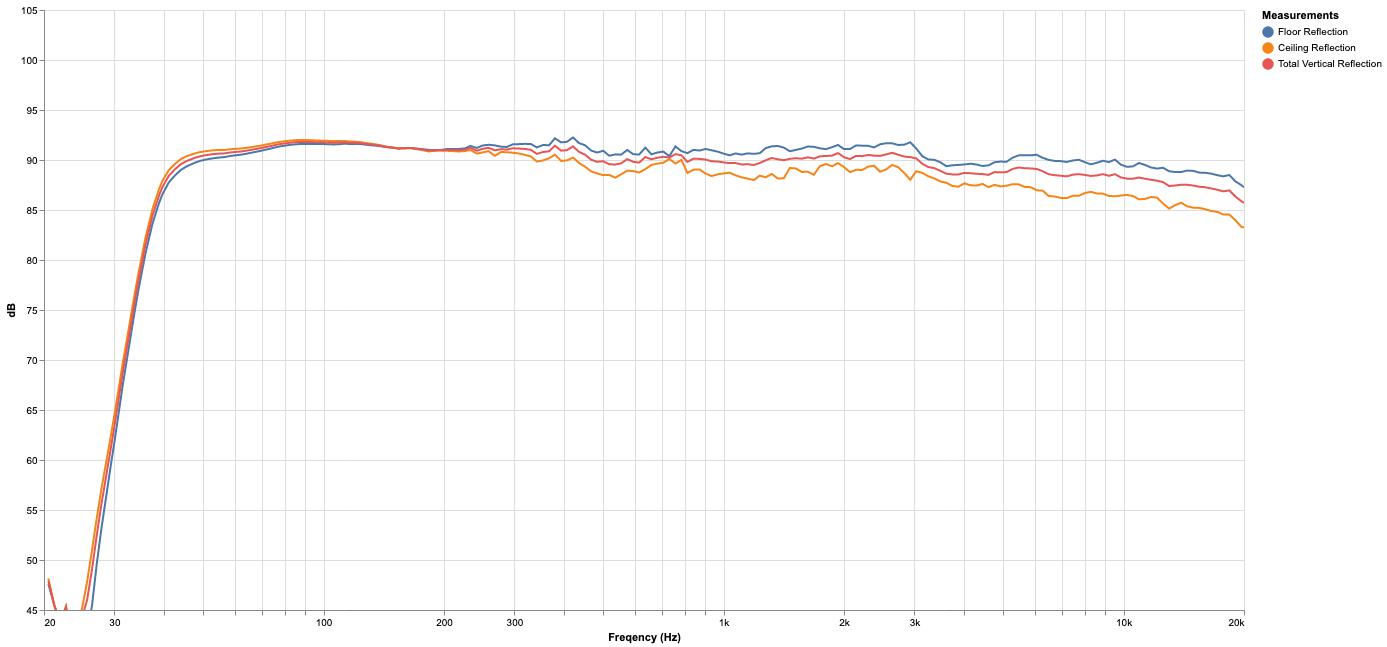 105
100
95
90
85
80
75
70
65
60
55
50
45
dB
20 30 100 200 300 1k 2k 3k 10k 20k
Freqency (Hz)
Measurements
Floor Reflection
Ceiling Reflection
Total Vertical Reflection